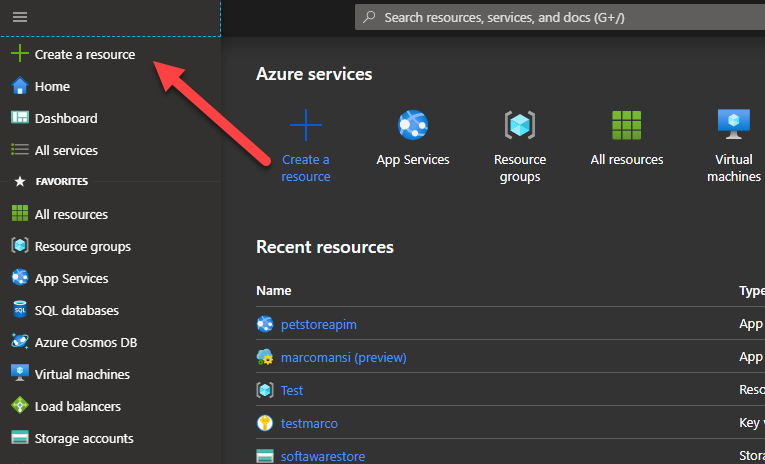 Search resources, services, and docs (G+/)
Create a resource
Home
Dashboard
All services
FAVORITES
All resources
Resource groups
App Services
SQL databases
SQL
Azure Cosmos DB
Virtual machines
Load balancers
Storage accounts
Azure services
Create a
resource
App Services
Resource
groups
All resources
Virtual
machines
Recent resources
Name
Type
petstoreapim
App
marcomansi (preview)
App
Test
Reso
testmarco
Key v
softawarestore
Stora